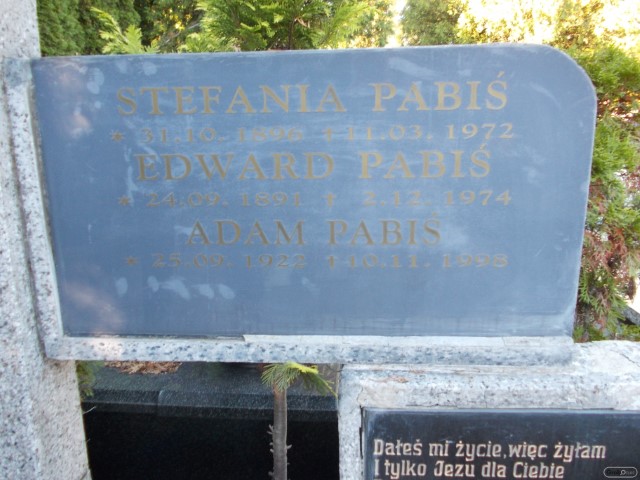 STEFANIA PABIŚ
* 31.10.1896 † 11.03.1972
EDWARD PABIŚ
* 24.09.1891 † 2.12.1974
ADAM PABIŚ
* 25.09.1922 † 10.11.1998
Dałeś mi życie, więc żyłam
I tylko Jezu dla Ciebie